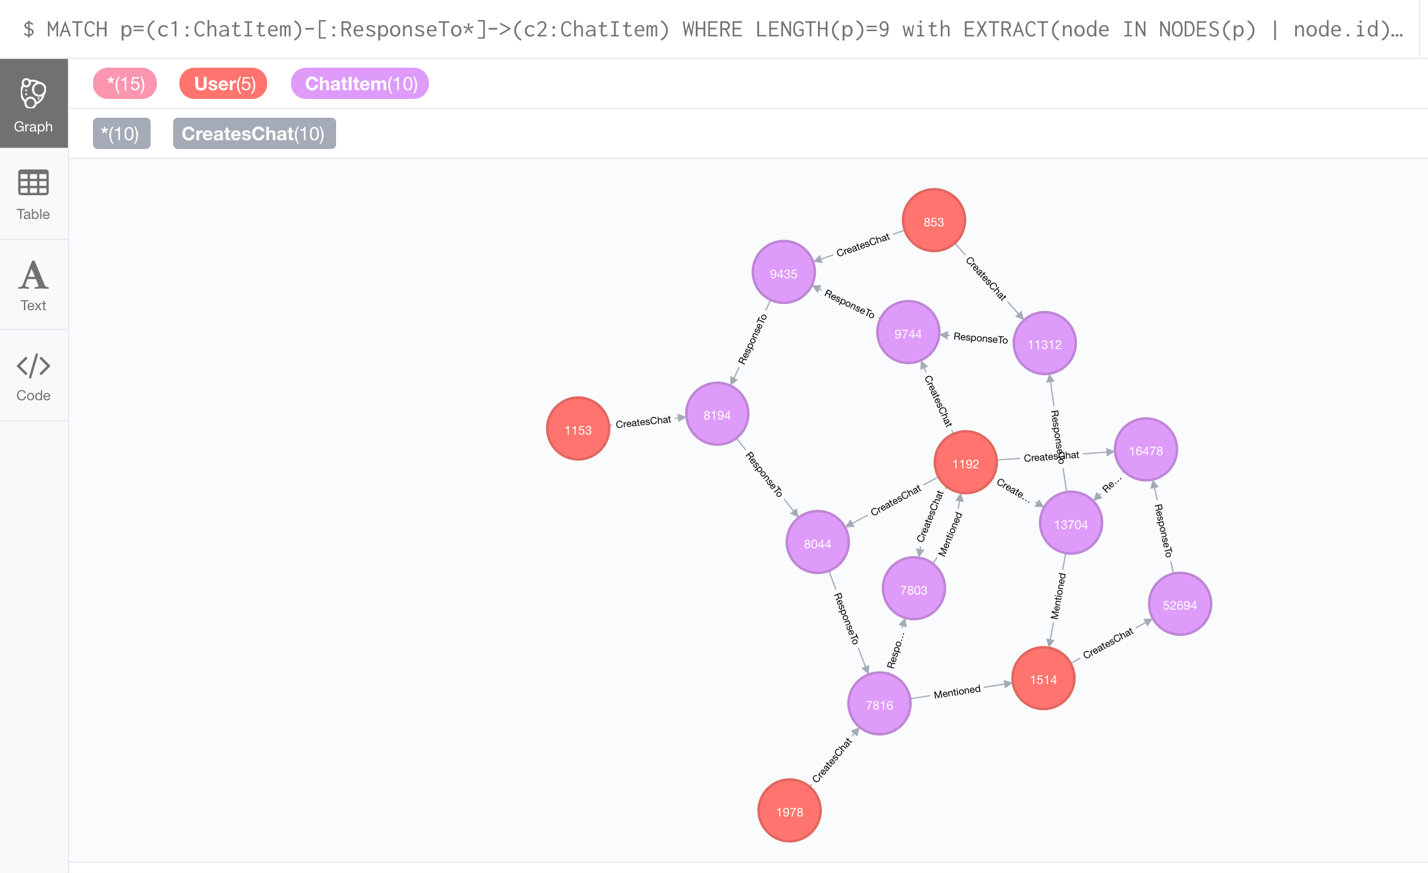 $ MATCH p=(c1:ChatItem)-[:ResponseTo*]->(c2:ChatItem) WHERE LENGTH(p)=9 with EXTRACT(node IN NODES(p) | node.id)…
*(15) User(5) ChatItem(10)
*(10) CreatesChat(10)
Graph
Table
Text
Code
853
CreatesChat
9435
CreatesChat
ResponseTo
9744
ResponseTo
11312
ResponseTo
CreatesChat
ResponseTo
1153
CreatesChat
8194
1192
CreatesChat
16478
ResponseTo
CreatesChat
Create...
Re...
13704
8044
CreatesChat
Mentioned
ResponseTo
7803
Mentioned
52694
ResponseTo
Respo...
CreatesChat
1514
7816
Mentioned
CreatesChat
1978